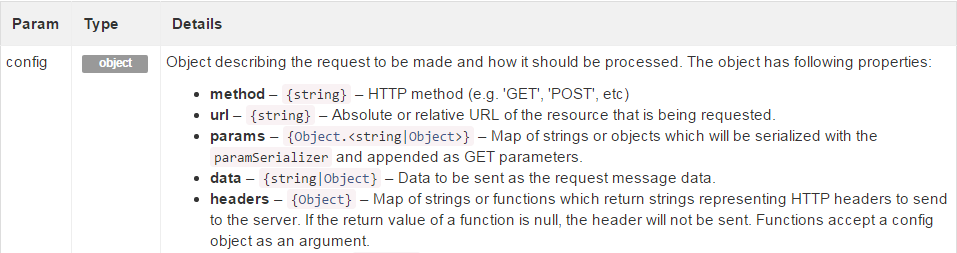 Param Type Details
config object Object describing the request to be made and how it should be processed. The object has following properties:
• method – {string} – HTTP method (e.g. 'GET', 'POST', etc)
• url – {string} – Absolute or relative URL of the resource that is being requested.
• params – {Object.<string|Object>} – Map of strings or objects which will be serialized with the
paramSerializer and appended as GET parameters.
• data – {string|Object} – Data to be sent as the request message data.
• headers – {Object} – Map of strings or functions which return strings representing HTTP headers to send
to the server. If the return value of a function is null, the header will not be sent. Functions accept a config
object as an argument.